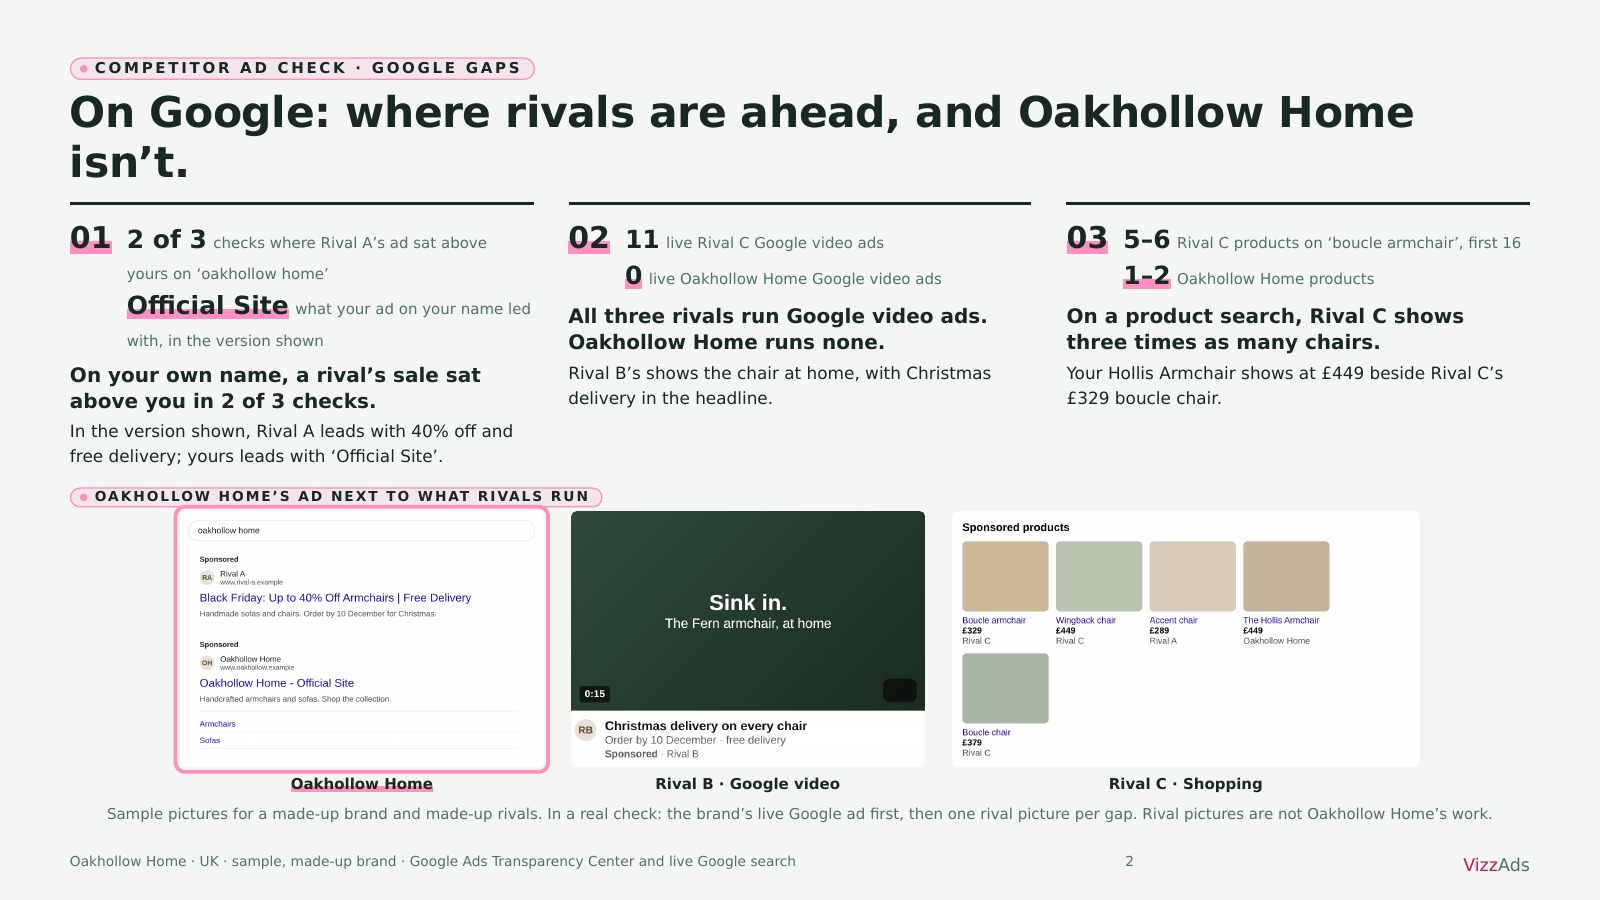 COMPETITOR AD CHECK · GOOGLE GAPS
On Google: where rivals are ahead, and Oakhollow Home
isn’t.
01 2 of 3 checks where Rival A’s ad sat above
yours on ‘oakhollow home’
Official Site what your ad on your name led
with, in the version shown
On your own name, a rival’s sale sat
above you in 2 of 3 checks.
In the version shown, Rival A leads with 40% off and
free delivery; yours leads with ‘Official Site’.
02 11 live Rival C Google video ads
0 live Oakhollow Home Google video ads
All three rivals run Google video ads.
Oakhollow Home runs none.
Rival B’s shows the chair at home, with Christmas
delivery in the headline.
03 5–6 Rival C products on ‘boucle armchair’, first 16
1–2 Oakhollow Home products
On a product search, Rival C shows
three times as many chairs.
Your Hollis Armchair shows at £449 beside Rival C’s
£329 boucle chair.
OAKHOLLOW HOME’S AD NEXT TO WHAT RIVALS RUN
oakhollow home
Sponsored
RA Rival A
www.rival-a.example
Black Friday: Up to 40% Off Armchairs | Free Delivery
Handmade sofas and chairs. Order by 10 December for Christmas.
Sponsored
OH Oakhollow Home
www.oakhollow.example
Oakhollow Home - Official Site
Handcrafted armchairs and sofas. Shop the collection.
Armchairs
Sofas
Oakhollow Home
Sink in.
The Fern armchair, at home
0:15
RB Christmas delivery on every chair
Order by 10 December · free delivery
Sponsored · Rival B
Rival B · Google video
Sponsored products
Boucle armchair
£329
Rival C
Wingback chair
£449
Rival C
Accent chair
£289
Rival A
The Hollis Armchair
£449
Oakhollow Home
Boucle chair
£379
Rival C
Rival C · Shopping
Sample pictures for a made-up brand and made-up rivals. In a real check: the brand’s live Google ad first, then one rival picture per gap. Rival pictures are not Oakhollow Home’s work.
Oakhollow Home · UK · sample, made-up brand · Google Ads Transparency Center and live Google search
2
VizzAds